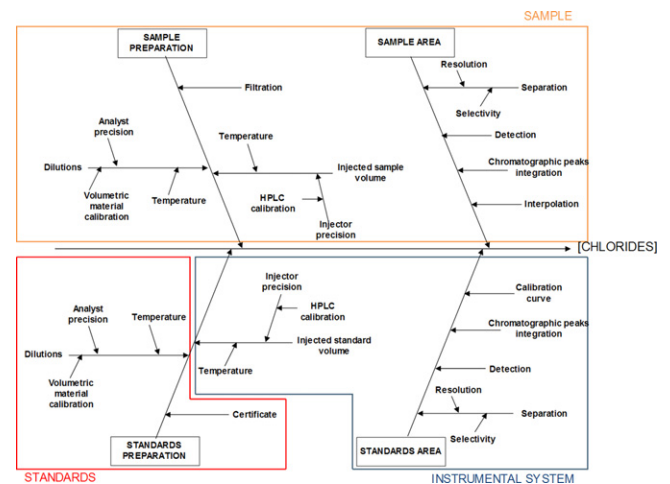 SAMPLE
SAMPLE
PREPARATION
SAMPLE AREA
Resolution
Filtration
Separation
Selectivity
Analyst
precision
Temperature
Detection
Dilutions
Injected sample
volume
Chromatographic peaks
integration
Volumetric
material
calibration
Temperature
HPLC
calibration
Injector
precision
Interpolation
[CHLORIDES]
Injector
precision
Calibration
curve
Analyst
precision
Temperature
HPLC
calibration
Chromatographic peaks
integration
Dilutions
Injected standard
volume
Volumetric
material
calibration
Temperature
Detection
Resolution
Certificate
Separation
Selectivity
STANDARDS
PREPARATION
STANDARDS AREA
STANDARDS
INSTRUMENTAL SYSTEM